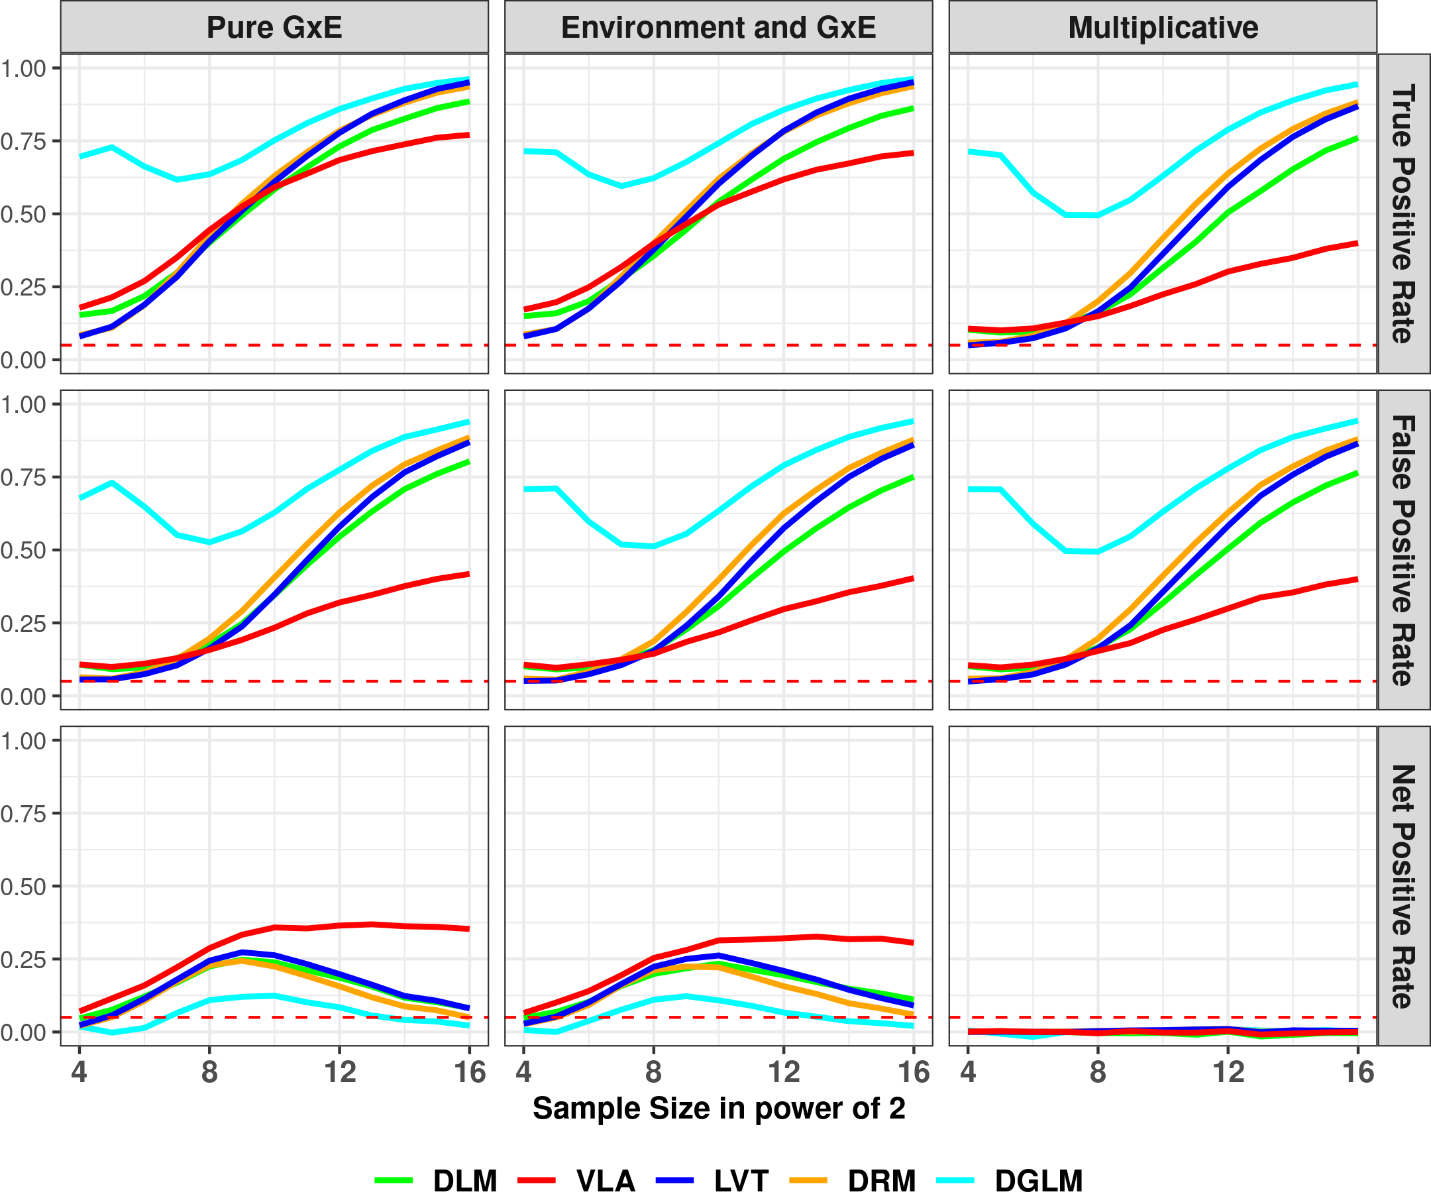 Pure GxE Environment and GxE Multiplicative
1.00
0.75
0.50
0.25
0.00
True Positive Rate
1.00
0.75
0.50
0.25
0.00
False Positive Rate
1.00
0.75
0.50
0.25
0.00
Net Positive Rate
4 8 12 16 4 8 12 16 4 8 12 16
Sample Size in power of 2
DLM VLA LVT DRM DGLM